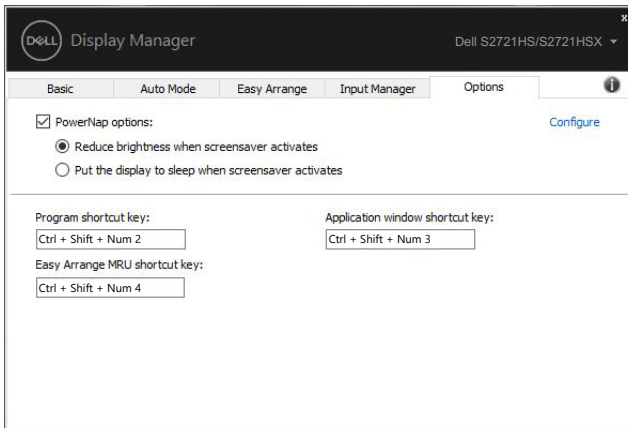 x
DELL Display Manager
Dell S2721HS/S2721HSX
Basic Auto Mode Easy Arrange Input Manager Options
PowerNap options: Configure
Reduce brightness when screensaver activates
Put the display to sleep when screensaver activates
Program shortcut key: Application window shortcut key:
Ctrl + Shift + Num 2 Ctrl + Shift + Num 3
Easy Arrange MRU shortcut key:
Ctrl + Shift + Num 4